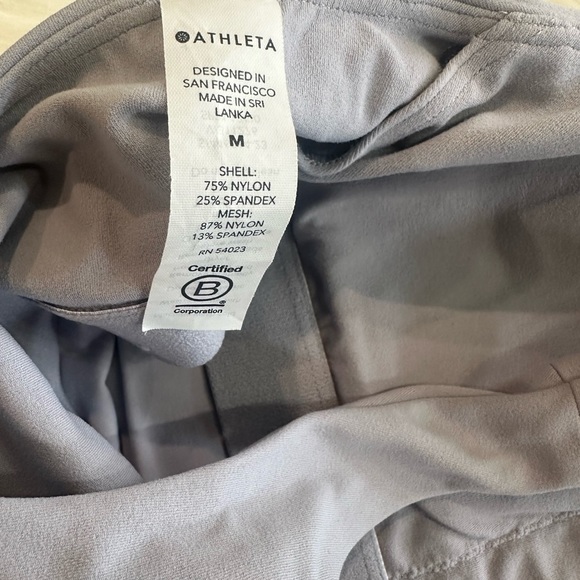 ATHLETA
DESIGNED IN
SAN FRANCISCO
MADE IN SRI
LANKA
M
SHELL:
75% NYLON
25% SPANDEX
MESH:
87% NYLON
13% SPANDEX
RN 54023
Certified
B
Corporation